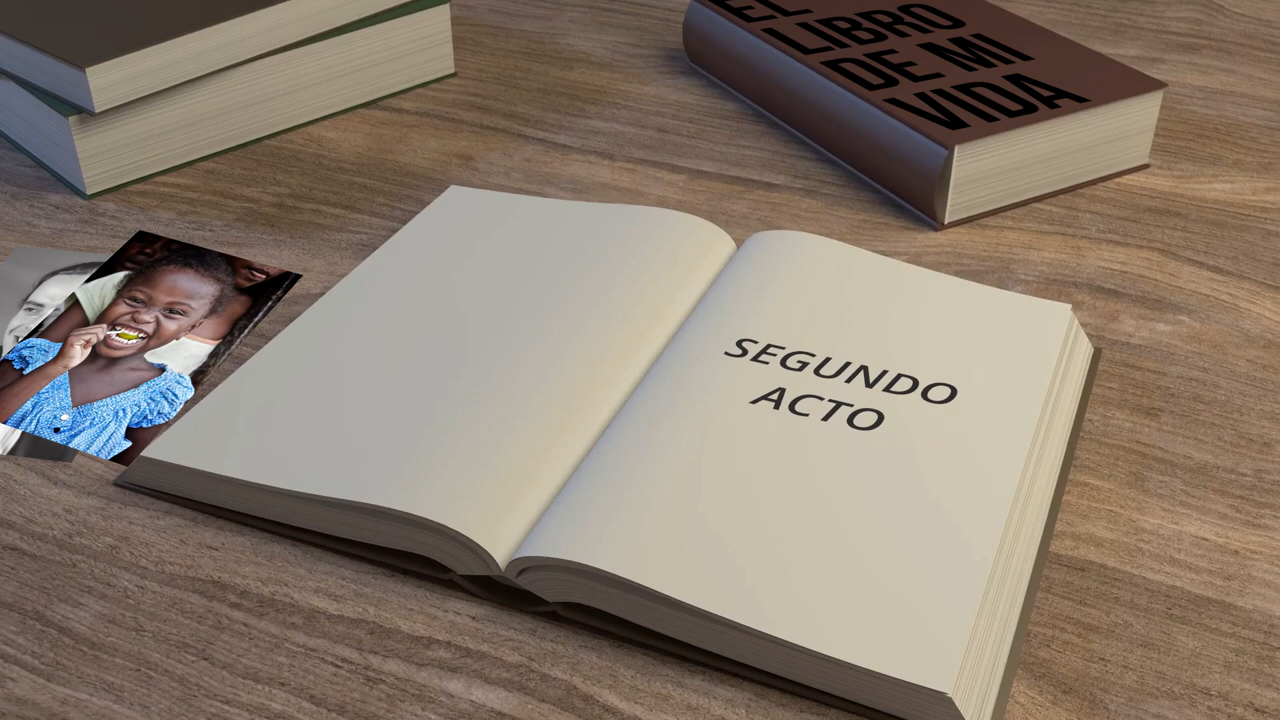 EL
LIBRO
DE MI
VIDA
SEGUNDO
ACTO